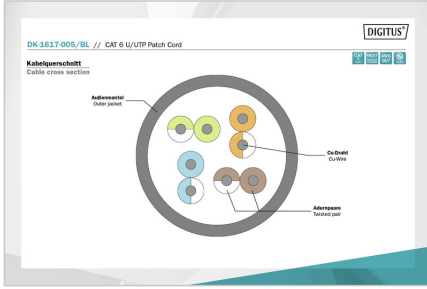 DIGITUS®
DK-1617-005/BL // CAT 6 U/UTP Patch Cord
Kabelquerschnitt
Cable cross section
Außenmantel
Outer jacket
Cu-Draht
Cu-Wire
Adernpaare
Twisted pair